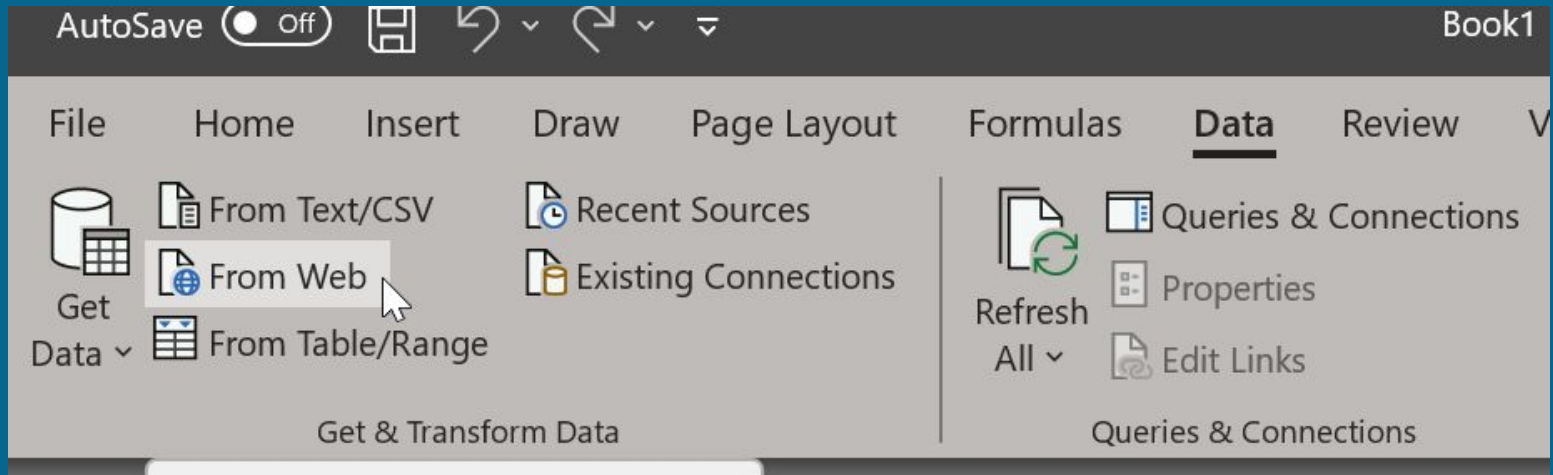 AutoSave Off Book1
File Home Insert Draw Page Layout Formulas Data Review
From Text/CSV
From Web
From Table/Range
Get
Data
Recent Sources
Existing Connections
Get & Transform Data
Refresh
All
Queries & Connections
Properties
Edit Links
Queries & Connections